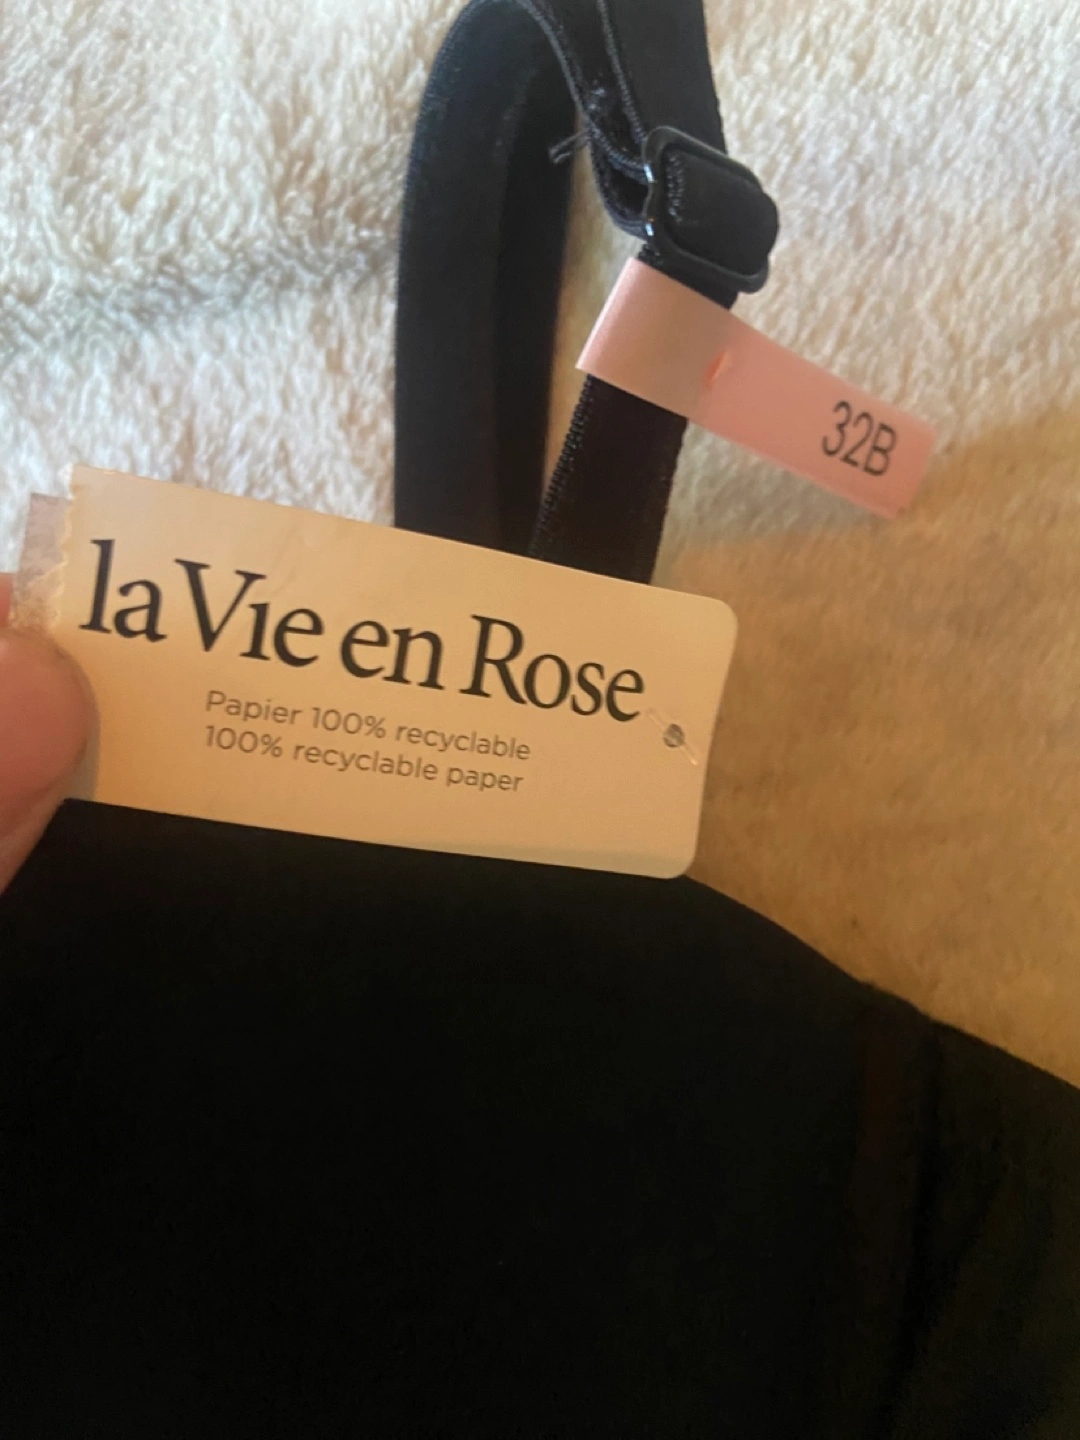 32B
la Vie en Rose
Papier 100% recyclable
100% recyclable paper